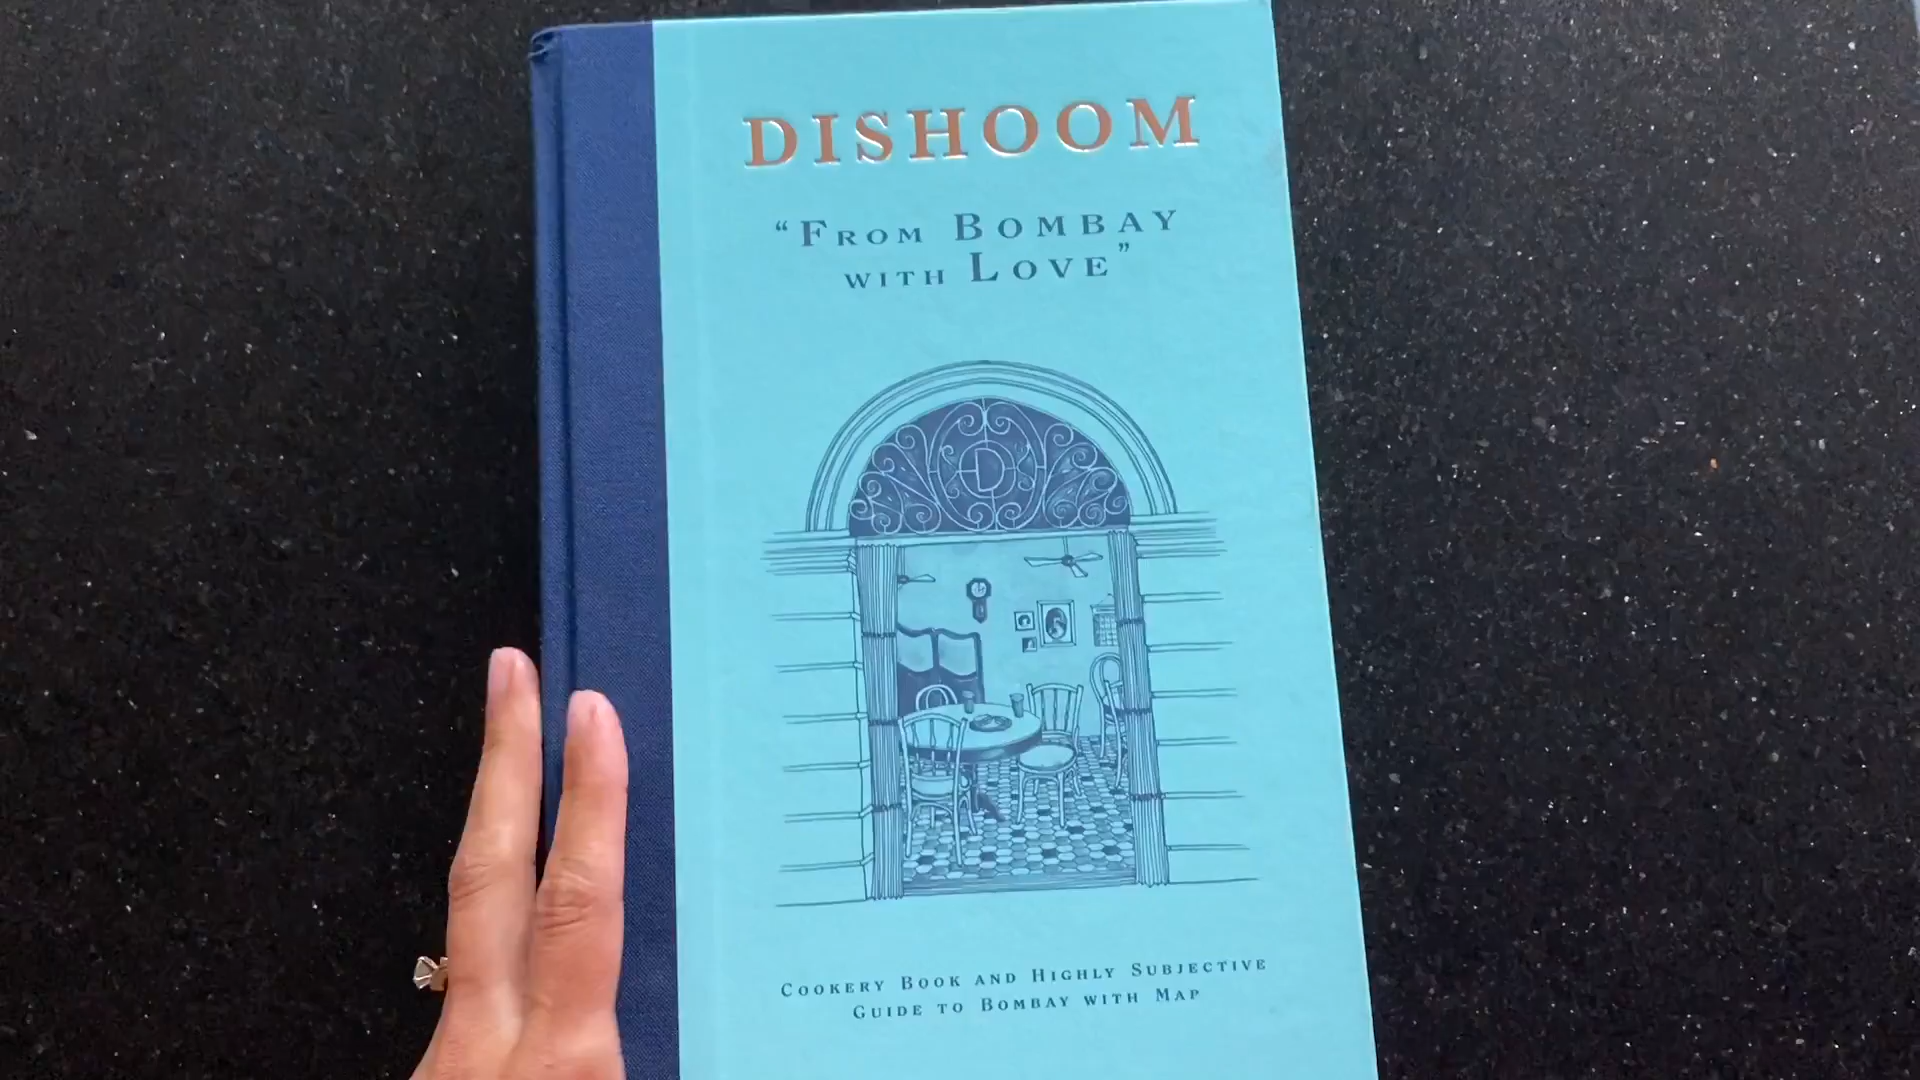 DISHOOM
“FROM BOMBAY
WITH LOVE”
D
COOKERY BOOK AND HIGHLY SUBJECTIVE
GUIDE TO BOMBAY WITH MAP